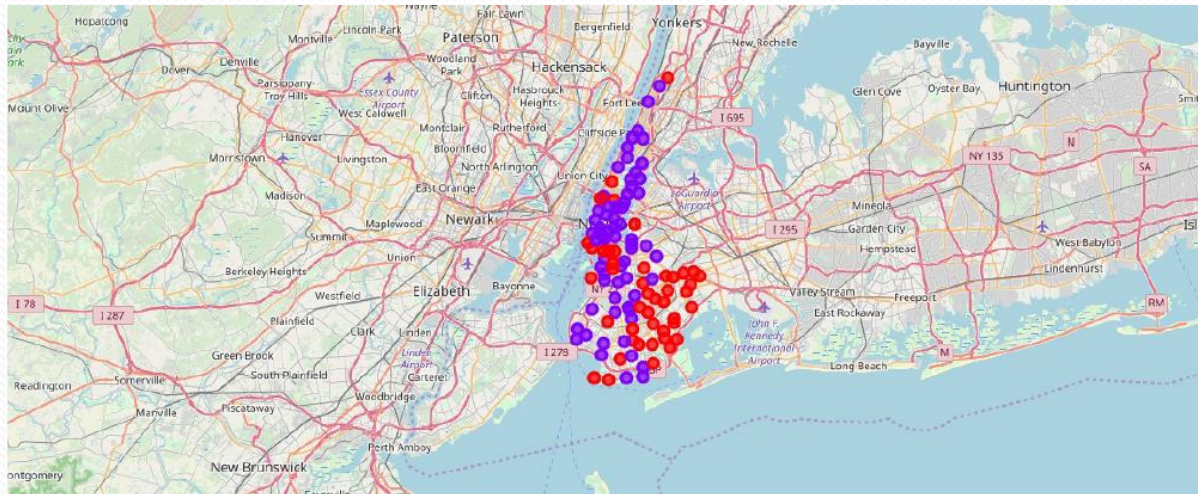 Hopatcong
Wayne
Fair Lawn
Bergenfield
Yonkers
Montville
Lincoln Park
Paterson
New Rochelle
Bayville
Dover
Denville
Woodland
Park
Hackensack
Glen Cove
Oyster Bay
Huntington
Parsippany
Troy Hills
Essex County
Airport
Clifton
Hasbrouck
Heights
Fort Lee
Mount Olive
West Caldwell
I 695
Hanover
Montclair
Rutherford
Cliffside
Bloomfield
NY 135
N
Morristown
Livingston
North Arlington
SA
Union City
East Orange
LaGuardia
Airport
Madison
Mineola
Maplewood
Newark
I 295
Garden City
Summit
Hempstead
West Babylon
Union
Berkeley Heights
Lindenhurst
Elizabeth
Bayonne
Valley Stream
Freeport
I 78
Westfield
East Rockaway
RM
I 287
Plainfield
Linden
John F.
Kennedy
International
Airport
Clark
Linden
Airport
I 278
M
Green Brook
Long Beach
South Plainfield
Carteret
Readington
Somerville
Woodbridge
Manville
Piscataway
Perth Amboy
New Brunswick